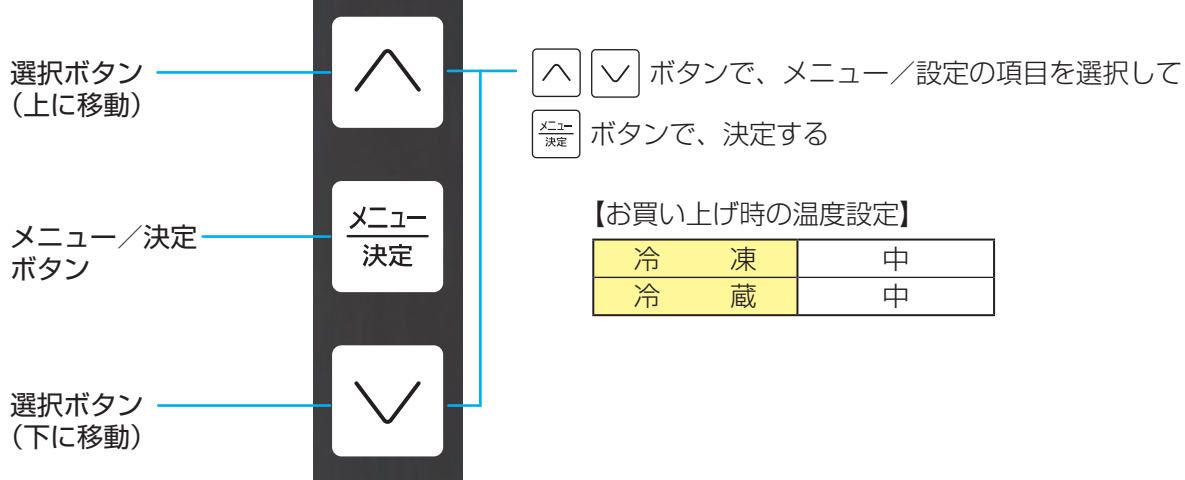 選択ボタン
（上に移動）
メニュー／決定
ボタン
選択ボタン
（下に移動）
メニュー
決定
ボタンで、メニュー／設定の項目を選択して
メニュー
決定
ボタンで、決定する
【お買い上げ時の温度設定】
冷　凍 中
冷　蔵 中